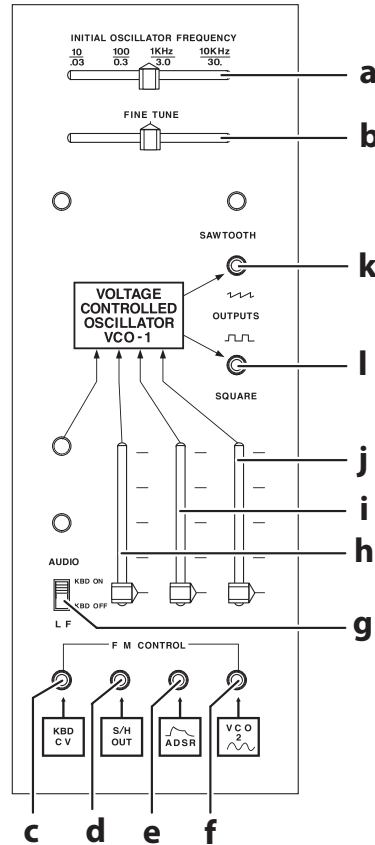 INITIAL OSCILLATOR FREQUENCY
10 100 1KHz 10KHz
.03 0.3 3.0 30.
a
FINE TUNE
b
SAWTOOTH
k
VOLTAGE
CONTROLLED
OSCILLATOR
VCO-1
OUTPUTS
l
SQUARE
j
i
h
AUDIO
KBD ON
KBD OFF
L F
g
F M CONTROL
KBD
C V
S/H
OUT
ADSR
V C O
2
c d e f